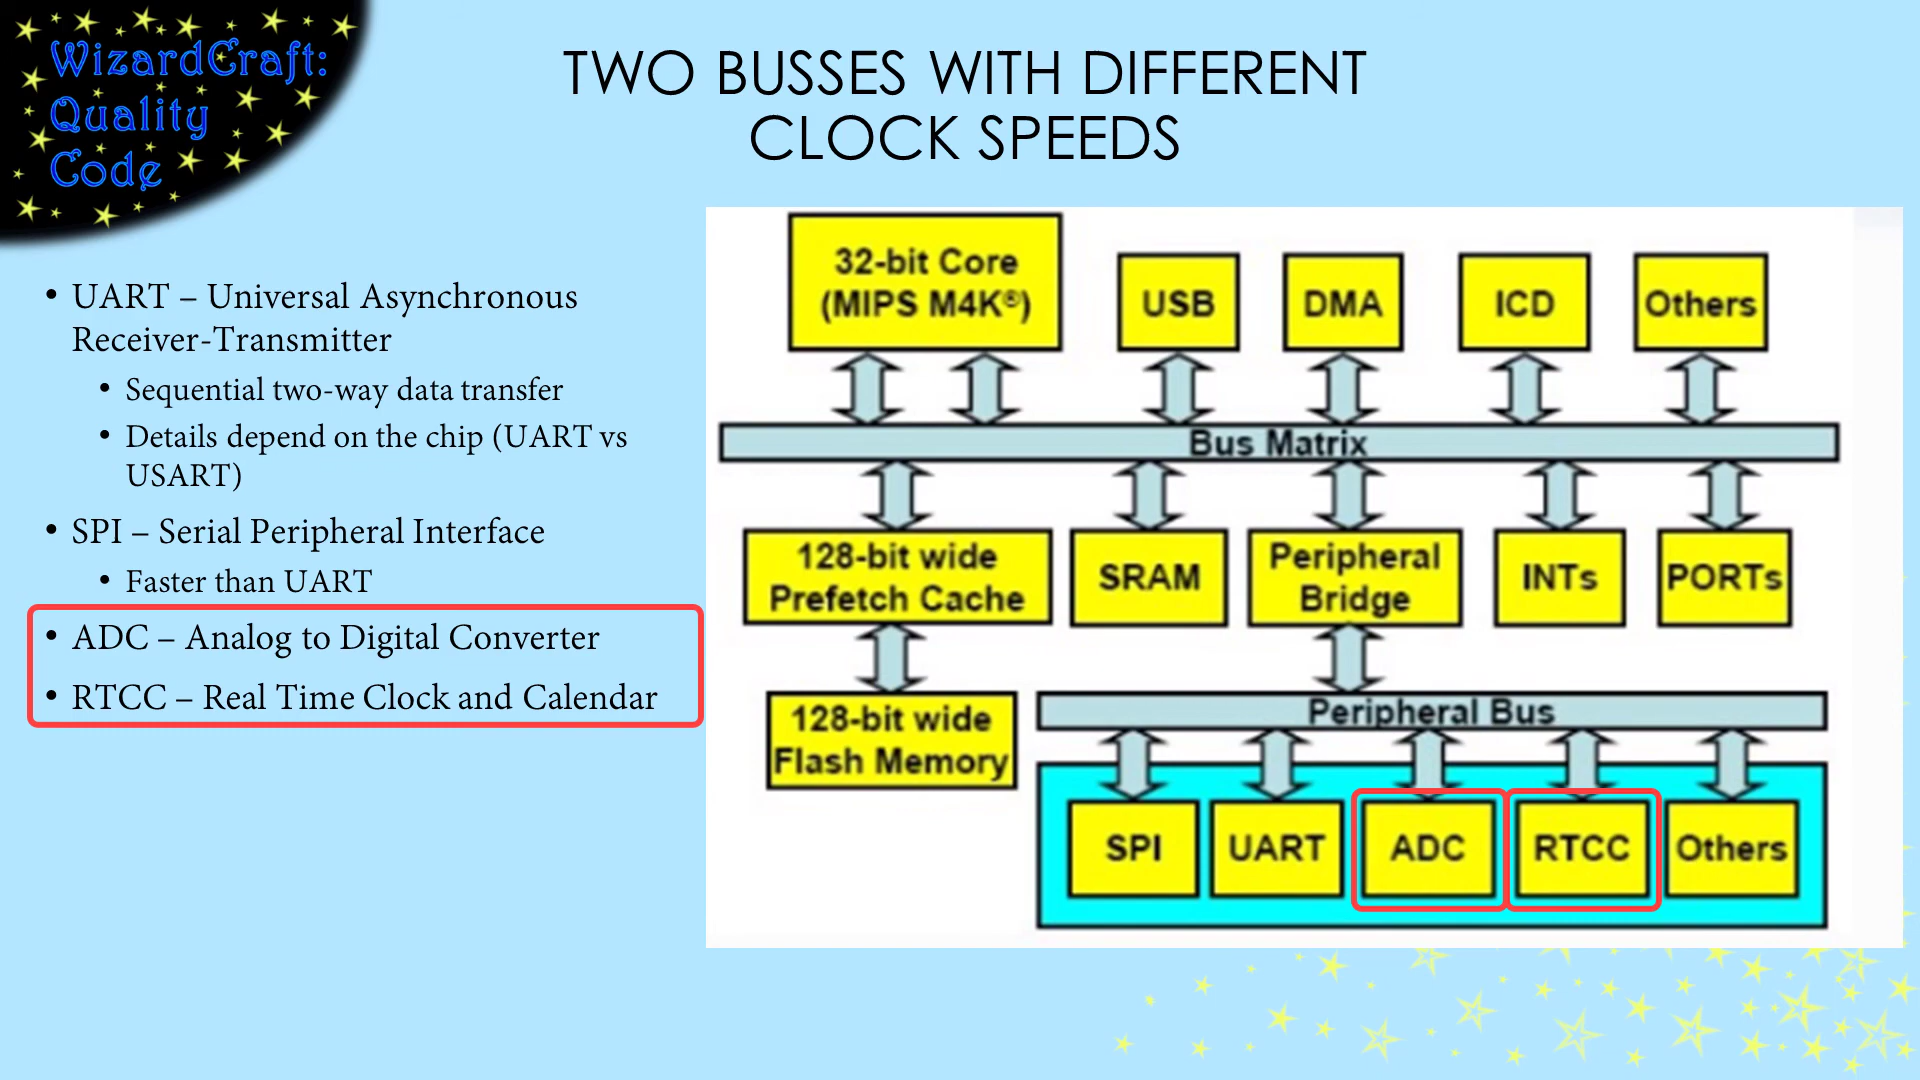 WizardCraft:
Quality
Code
TWO BUSSES WITH DIFFERENT
CLOCK SPEEDS
• UART – Universal Asynchronous
Receiver-Transmitter
• Sequential two-way data transfer
• Details depend on the chip (UART vs
USART)
• SPI – Serial Peripheral Interface
• Faster than UART
• ADC – Analog to Digital Converter
• RTCC – Real Time Clock and Calendar
32-bit Core
(MIPS M4K®)
USB
DMA
ICD
Others
Bus Matrix
128-bit wide
Prefetch Cache
SRAM
Peripheral
Bridge
INTs
PORTs
128-bit wide
Flash Memory
Peripheral Bus
SPI
UART
ADC
RTCC
Others